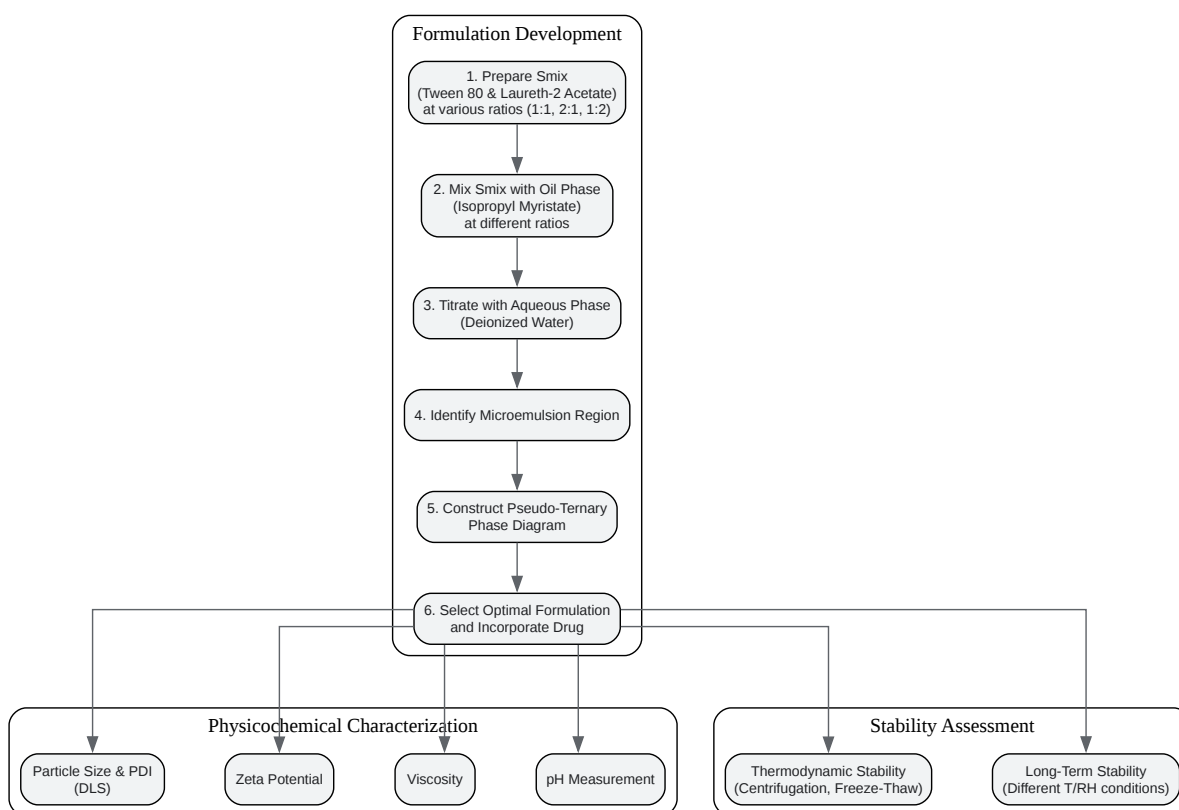 Formulation Development
1. Prepare Smix
(Tween 80 & Laureth-2 Acetate)
at various ratios (1:1, 2:1, 1:2)
2. Mix Smix with Oil Phase
(Isopropyl Myristate)
at different ratios
3. Titrate with Aqueous Phase
(Deionized Water)
4. Identify Microemulsion Region
5. Construct Pseudo-Ternary
Phase Diagram
6. Select Optimal Formulation
and Incorporate Drug
Physicochemical Characterization
Particle Size & PDI
(DLS)
Zeta Potential
Viscosity
pH Measurement
Stability Assessment
Thermodynamic Stability
(Centrifugation, Freeze-Thaw)
Long-Term Stability
(Different T/RH conditions)